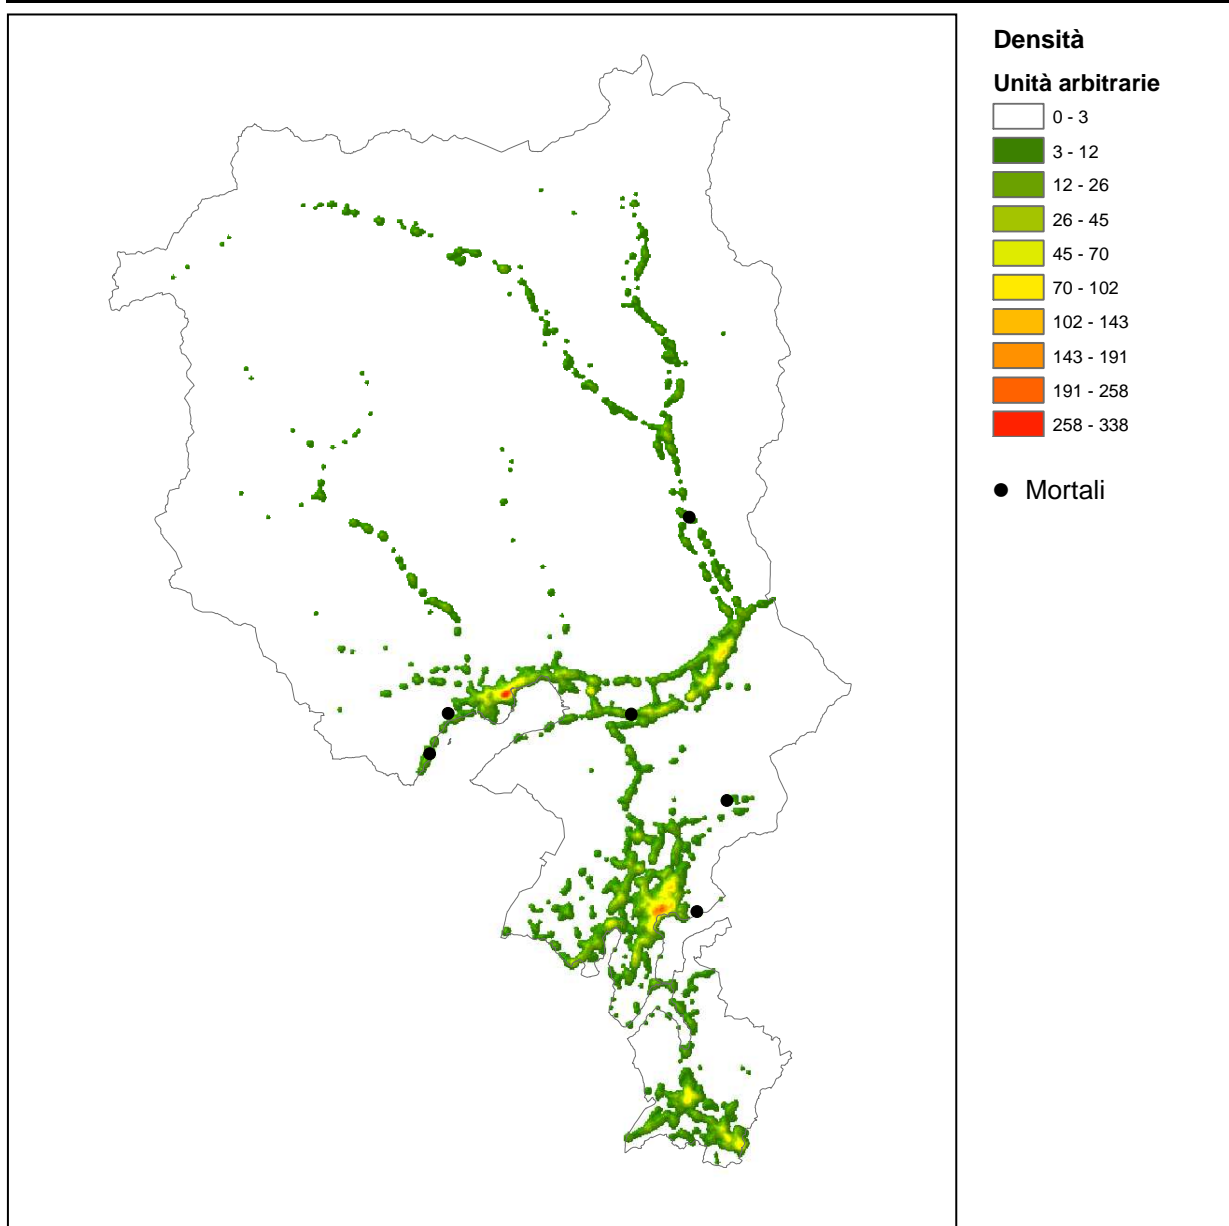 Densità
Unità arbitrarie
0 - 3
3 - 12
12 - 26
26 - 45
45 - 70
70 - 102
102 - 143
143 - 191
191 - 258
258 - 338
Mortali